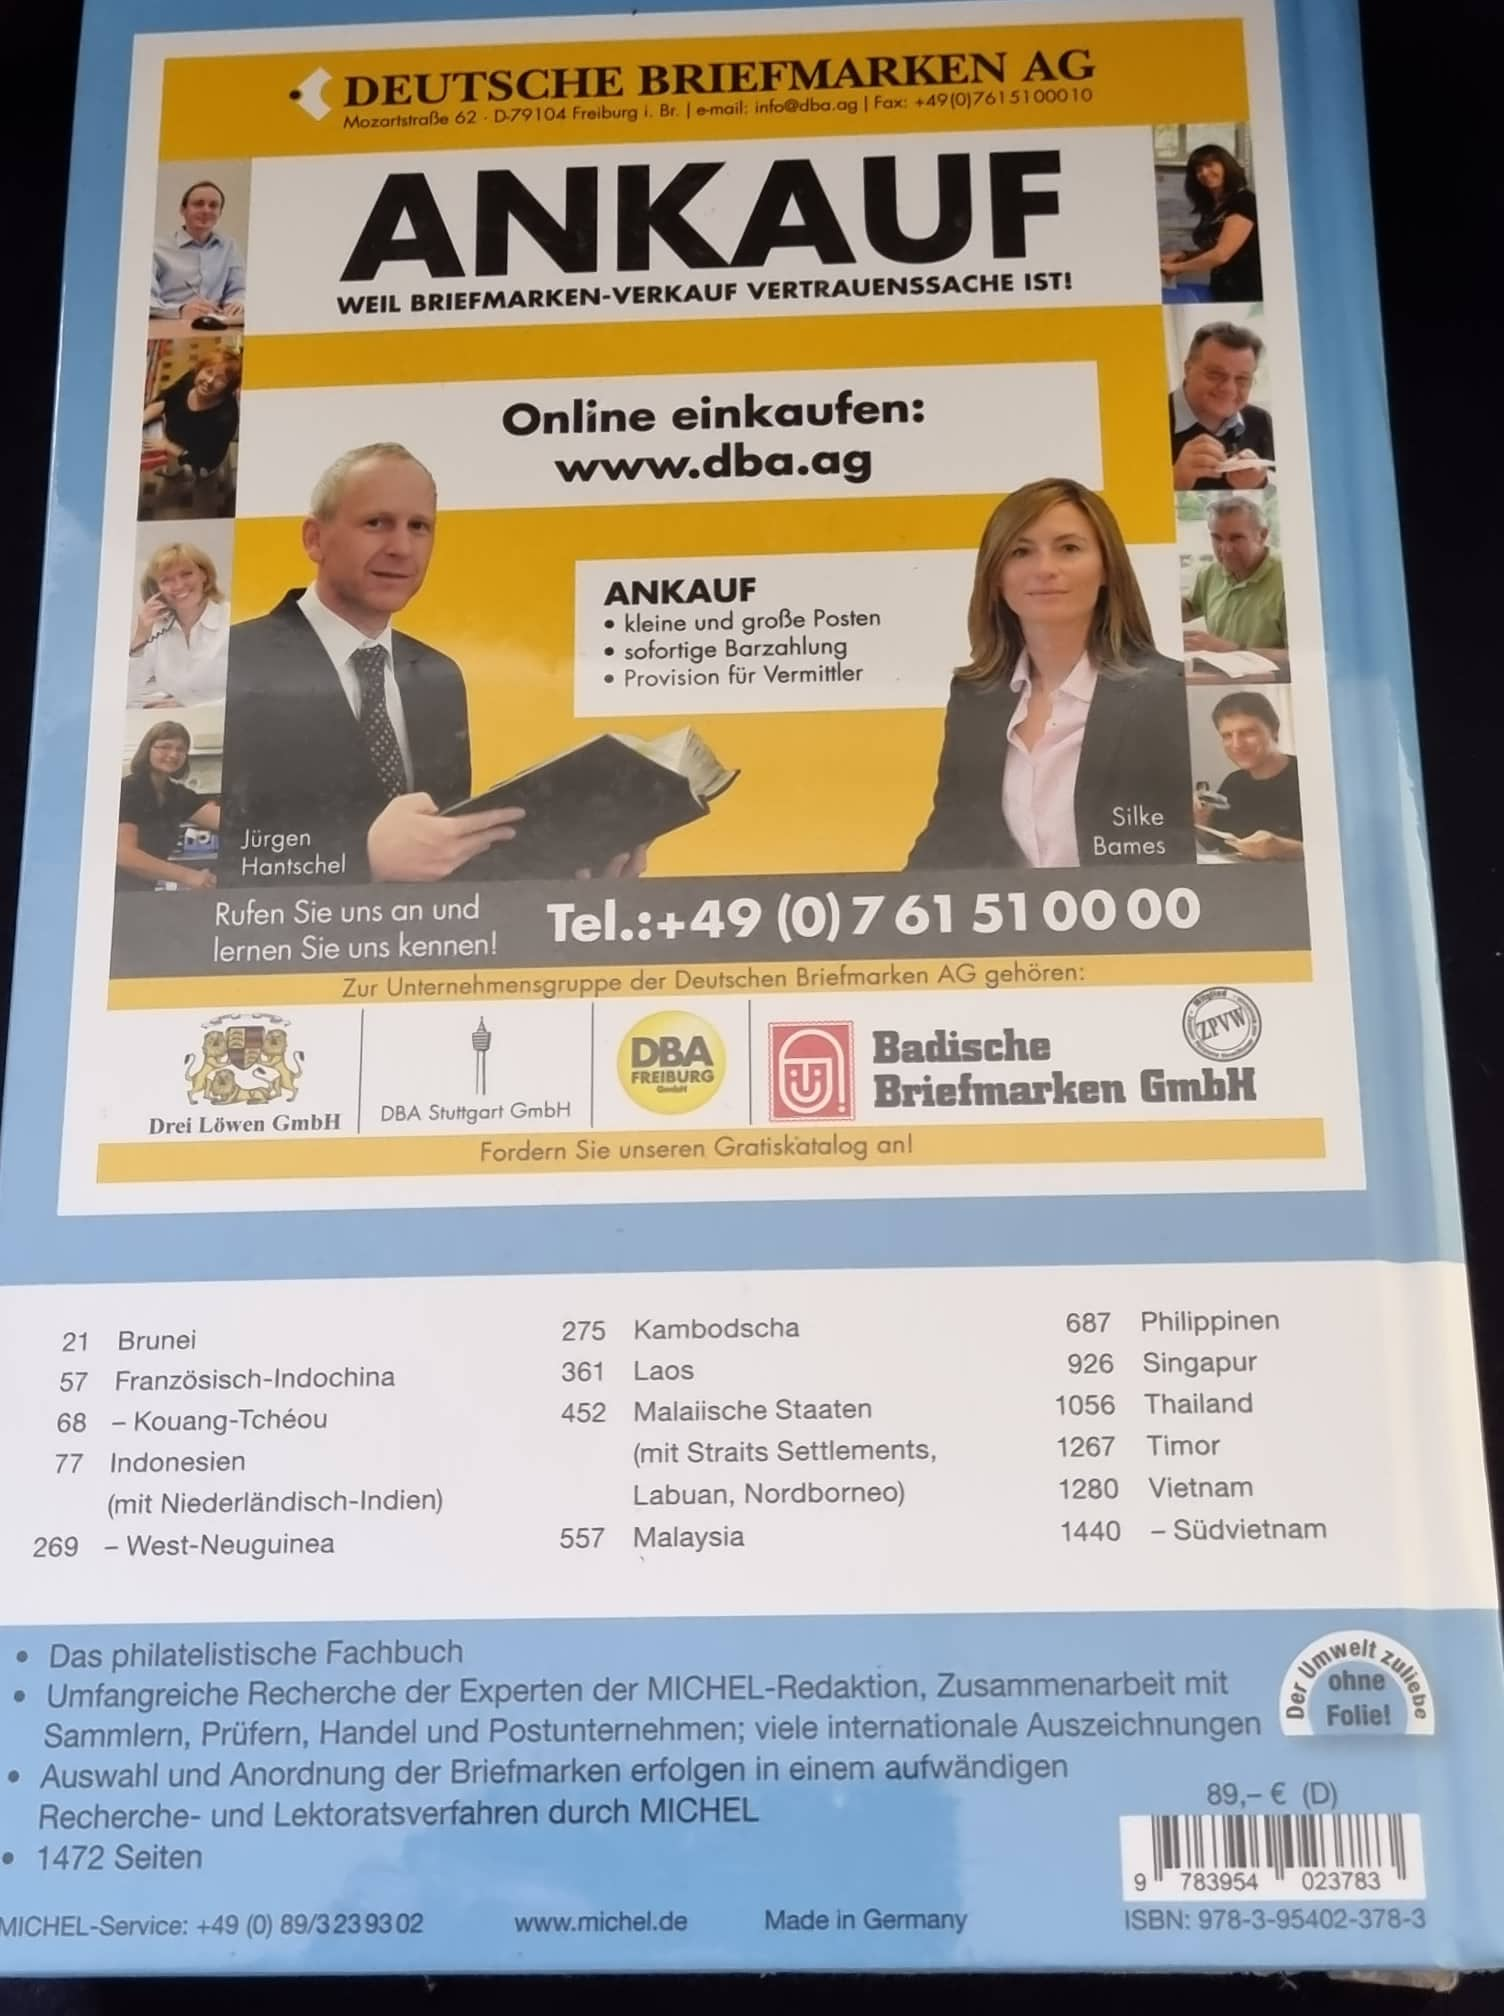 DEUTSCHE BRIEFMARKEN AG
Mozartstraße 62 · D-79104 Freiburg i. Br. | e-mail: info@dba.ag | Fax: +49(0)7615100010
ANKAUF
WEIL BRIEFMARKEN-VERKAUF VERTRAUENSSACHE IST!
Online einkaufen:
www.dba.ag
ANKAUF
• kleine und große Posten
• sofortige Barzahlung
• Provision für Vermittler
Jürgen
Hantschel
Silke
Bames
Rufen Sie uns an und
lernen Sie uns kennen!
Tel.:+49 (0) 7 61 51 00 00
Zur Unternehmensgruppe der Deutschen Briefmarken AG gehören:
Drei Löwen GmbH
DBA Stuttgart GmbH
DBA
FREIBURG
GmbH
Badische
Briefmarken GmbH
Mitglied
ZPVW
Fordern Sie unseren Gratiskatalog an!
21 Brunei
57 Französisch-Indochina
68 – Kouang-Tchéou
77 Indonesien
(mit Niederländisch-Indien)
269 – West-Neuguinea
275 Kambodscha
361 Laos
452 Malaiische Staaten
(mit Straits Settlements,
Labuan, Nordborneo)
557 Malaysia
687 Philippinen
926 Singapur
1056 Thailand
1267 Timor
1280 Vietnam
1440 – Südvietnam
• Das philatelistische Fachbuch
• Umfangreiche Recherche der Experten der MICHEL-Redaktion, Zusammenarbeit mit
Sammlern, Prüfern, Handel und Postunternehmen; viele internationale Auszeichnungen
• Auswahl und Anordnung der Briefmarken erfolgen in einem aufwändigen
Recherche- und Lektoratsverfahren durch MICHEL
• 1472 Seiten
Der Umwelt zuliebe
ohne
Folie!
89,– € (D)
9 783954 023783
ISBN: 978-3-95402-378-3
MICHEL-Service: +49 (0) 89/3 23 93 02
www.michel.de
Made in Germany